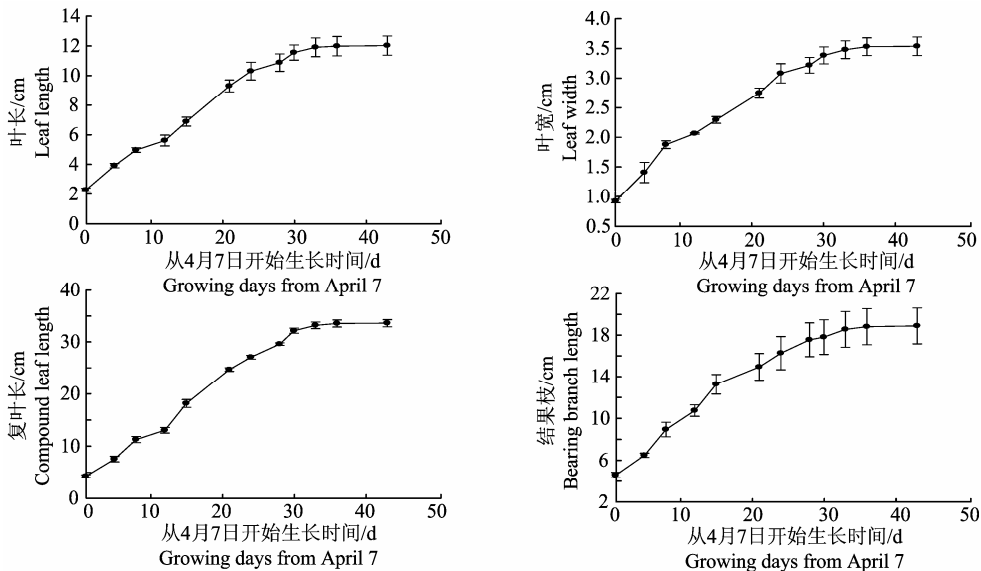 14
12
10
8
6
4
2
0
叶长/cm
Leaf length
0 10 20 30 40 50
从4月7日开始生长时间/d
Growing days from April 7
4.0
3.5
3.0
2.5
2.0
1.5
1.0
0.5
叶宽/cm
Leaf width
0 10 20 30 40 50
从4月7日开始生长时间/d
Growing days from April 7
40
30
20
10
0
复叶长/cm
Compound leaf length
0 10 20 30 40 50
从4月7日开始生长时间/d
Growing days from April 7
22
18
14
10
6
2
结果枝/cm
Bearing branch length
0 10 20 30 40 50
从4月7日开始生长时间/d
Growing days from April 7